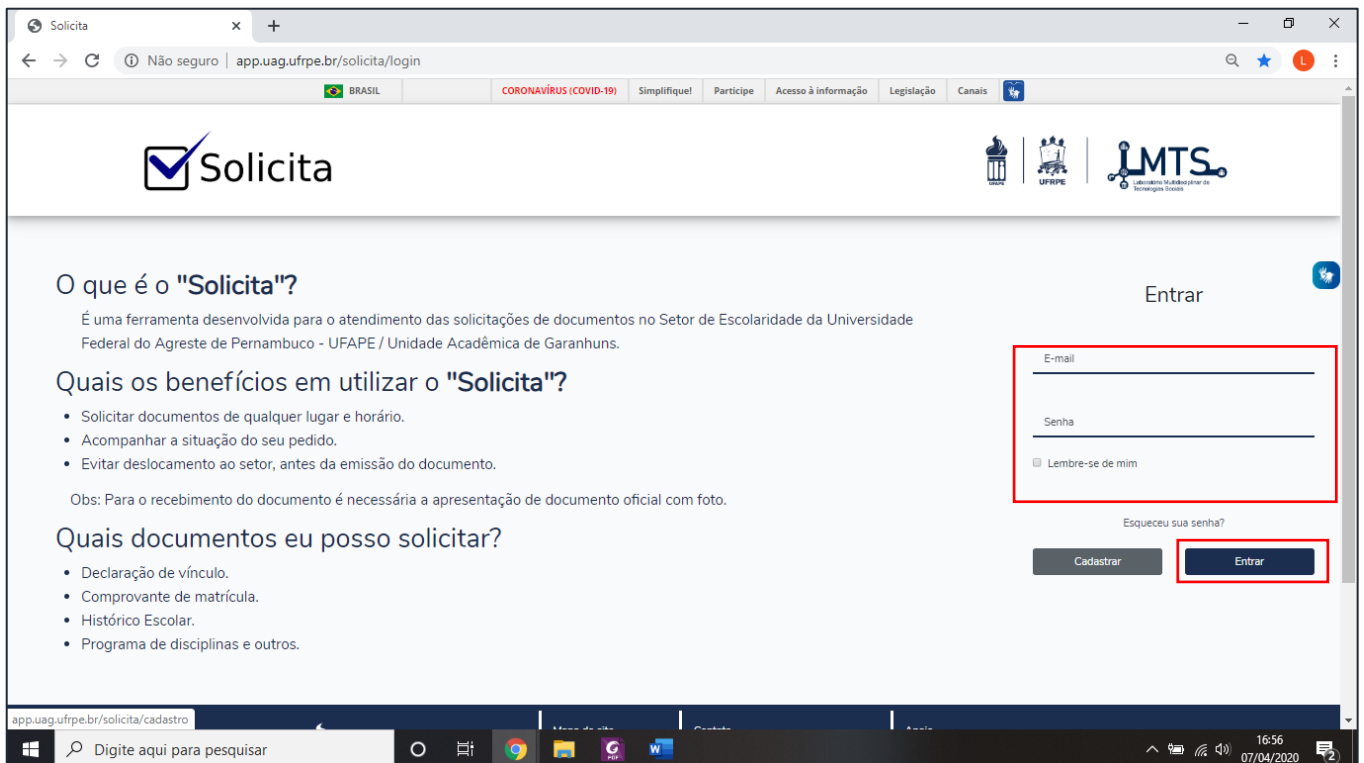 Solicita
Não seguro | app.uag.ufrpe.br/solicita/login
L
BRASIL CORONAVÍRUS (COVID-19) Simplifique! Participe Acesso à informação Legislação Canais
Solicita
UFAPE UFRPE LMTS
Laboratório Multidisciplinar de
Tecnologias Sociais
O que é o "Solicita"?
É uma ferramenta desenvolvida para o atendimento das solicitações de documentos no Setor de Escolaridade da Universidade
Federal do Agreste de Pernambuco - UFAPE / Unidade Acadêmica de Garanhuns.
Quais os benefícios em utilizar o "Solicita"?
• Solicitar documentos de qualquer lugar e horário.
• Acompanhar a situação do seu pedido.
• Evitar deslocamento ao setor, antes da emissão do documento.
Obs: Para o recebimento do documento é necessária a apresentação de documento oficial com foto.
Quais documentos eu posso solicitar?
• Declaração de vínculo.
• Comprovante de matrícula.
• Histórico Escolar.
• Programa de disciplinas e outros.
Entrar
E-mail
Senha
Lembre-se de mim
Esqueceu sua senha?
Cadastrar Entrar
app.uag.ufrpe.br/solicita/cadastro
Mapa do site Contato Apoio
Digite aqui para pesquisar
G
PDF
W
16:56
07/04/2020
2